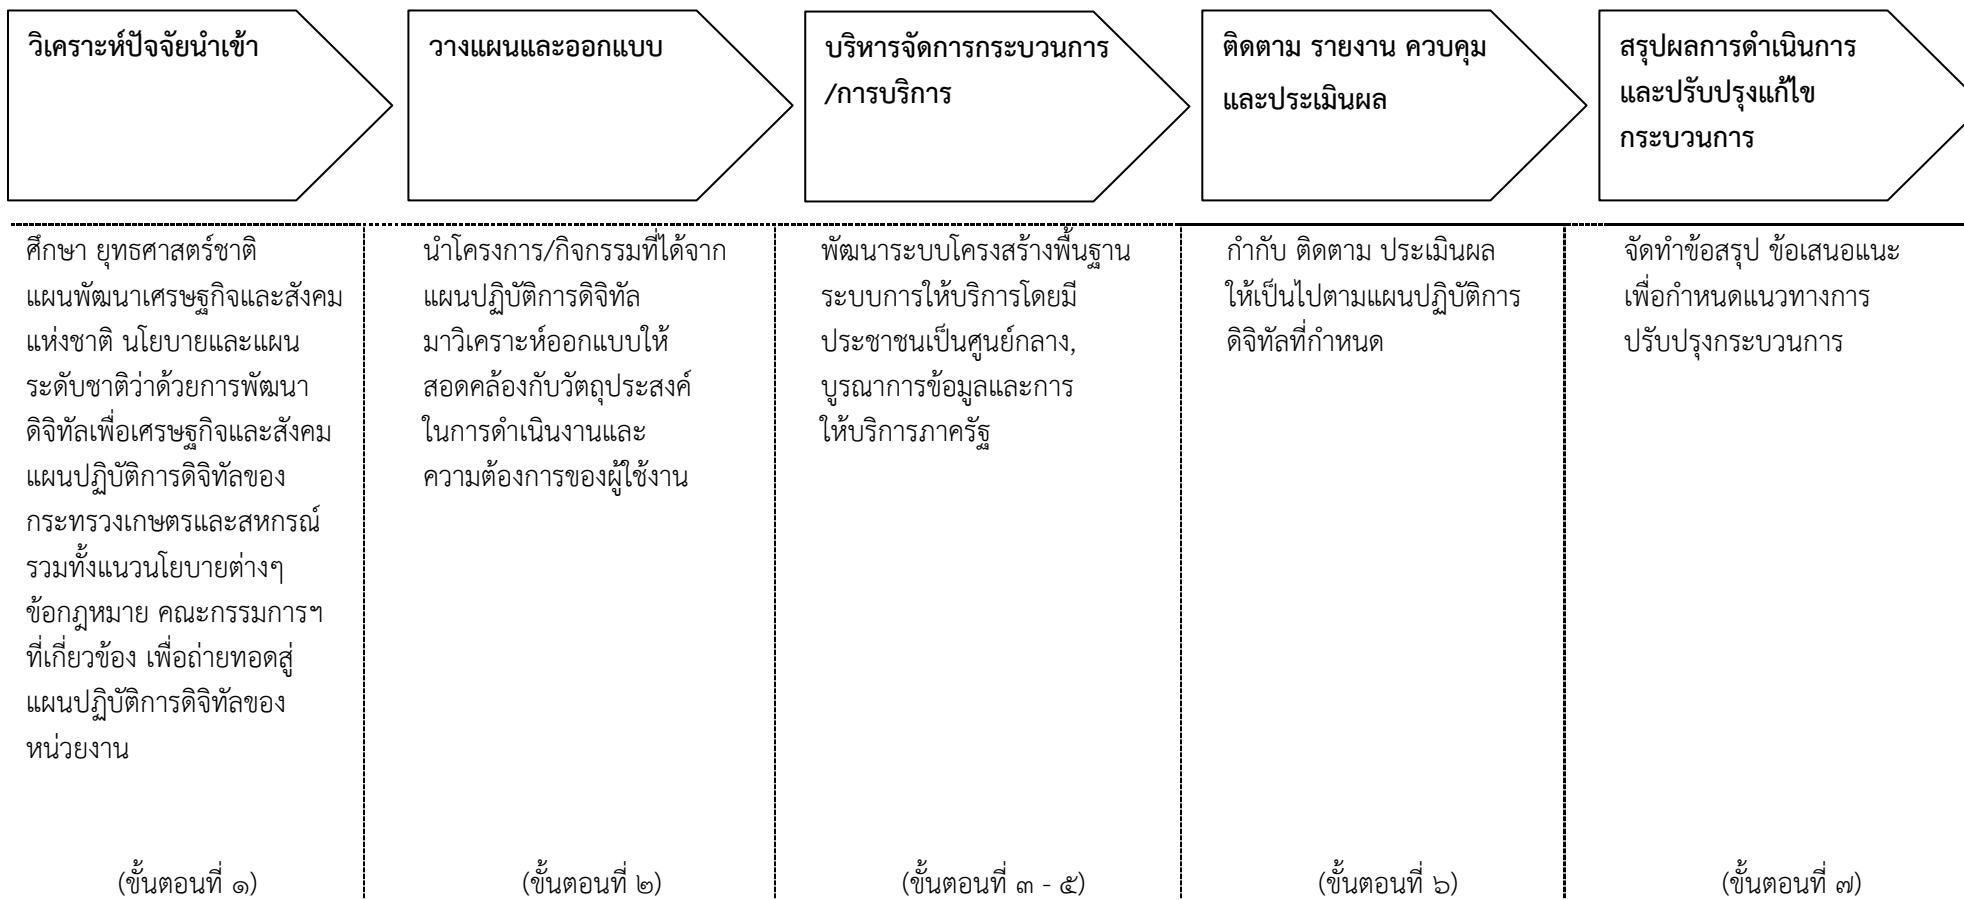 วิเคราะห์ปัจจัยนำเข้า
วางแผนและออกแบบ
บริหารจัดการกระบวนการ
/การบริการ
ติดตาม รายงาน ควบคุม
และประเมินผล
สรุปผลการดำเนินการ
และปรับปรุงแก้ไข
กระบวนการ
ศึกษา ยุทธศาสตร์ชาติ
แผนพัฒนาเศรษฐกิจและสังคม
แห่งชาติ นโยบายและแผน
ระดับชาติว่าด้วยการพัฒนา
ดิจิทัลเพื่อเศรษฐกิจและสังคม
แผนปฏิบัติการดิจิทัลของ
กระทรวงเกษตรและสหกรณ์
รวมทั้งแนวนโยบายต่างๆ
ข้อกฎหมาย คณะกรรมการฯ
ที่เกี่ยวข้อง เพื่อถ่ายทอดสู่
แผนปฏิบัติการดิจิทัลของ
หน่วยงาน
(ขั้นตอนที่ ๑)
นำโครงการ/กิจกรรมที่ได้จาก
แผนปฏิบัติการดิจิทัล
มาวิเคราะห์ออกแบบให้
สอดคล้องกับวัตถุประสงค์
ในการดำเนินงานและ
ความต้องการของผู้ใช้งาน
(ขั้นตอนที่ ๒)
พัฒนาระบบโครงสร้างพื้นฐาน
ระบบการให้บริการโดยมี
ประชาชนเป็นศูนย์กลาง,
บูรณาการข้อมูลและการ
ให้บริการภาครัฐ
(ขั้นตอนที่ ๓ - ๕)
กำกับ ติดตาม ประเมินผล
ให้เป็นไปตามแผนปฏิบัติการ
ดิจิทัลที่กำหนด
(ขั้นตอนที่ ๖)
จัดทำข้อสรุป ข้อเสนอแนะ
เพื่อกำหนดแนวทางการ
ปรับปรุงกระบวนการ
(ขั้นตอนที่ ๗)